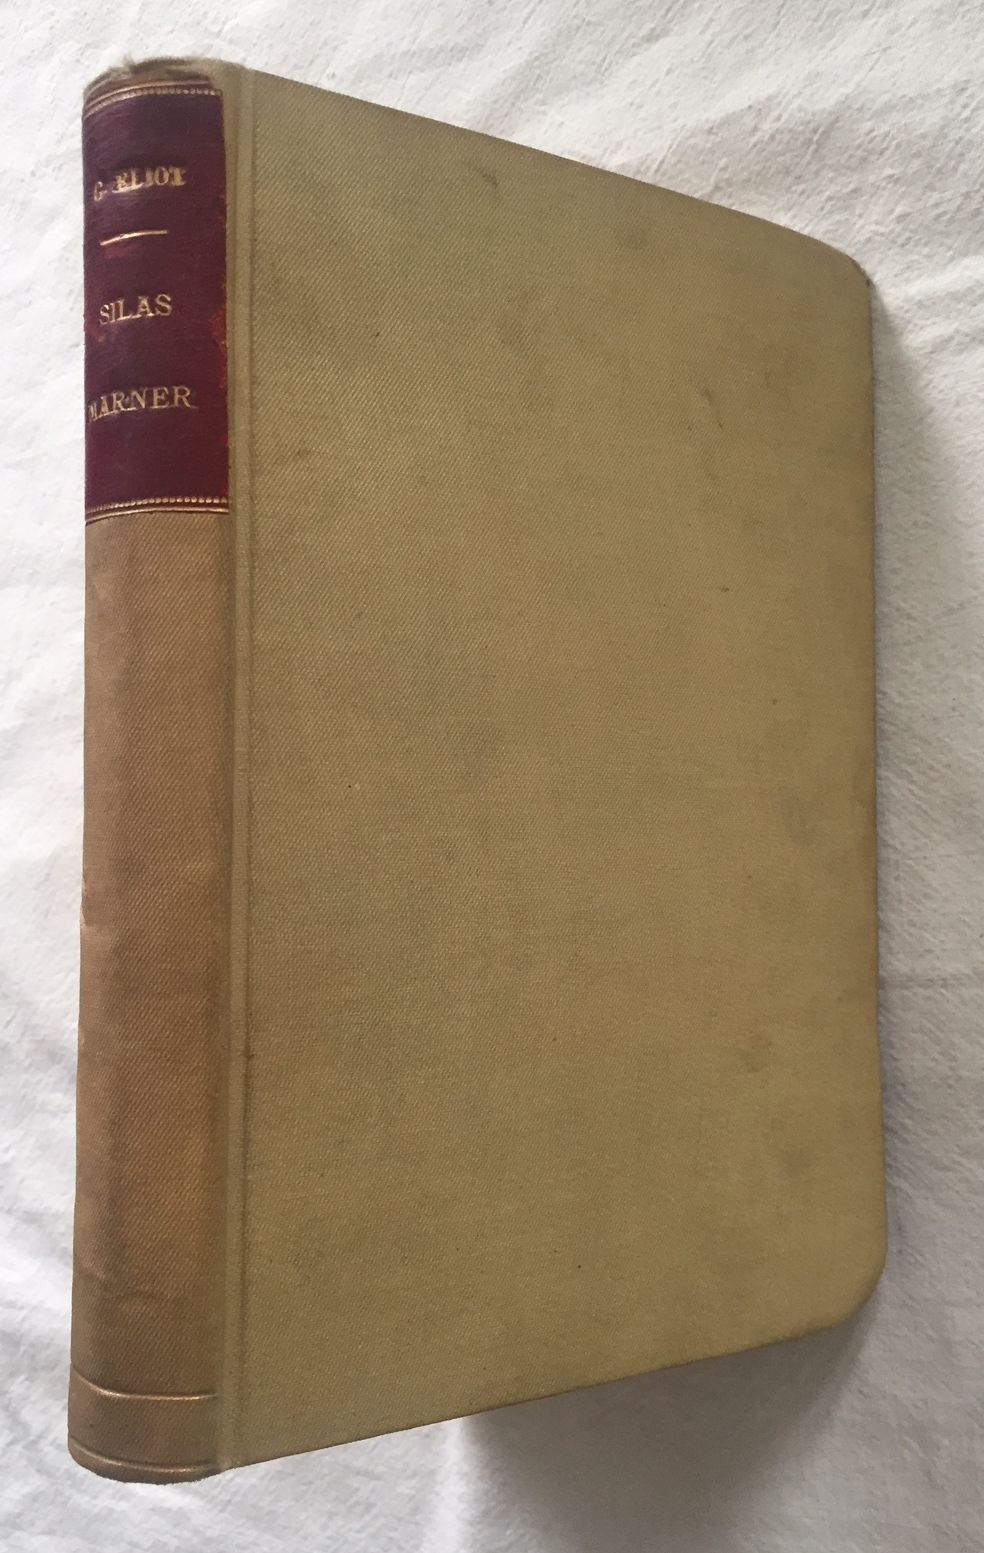 G. ELIOT
SILAS
MARNER